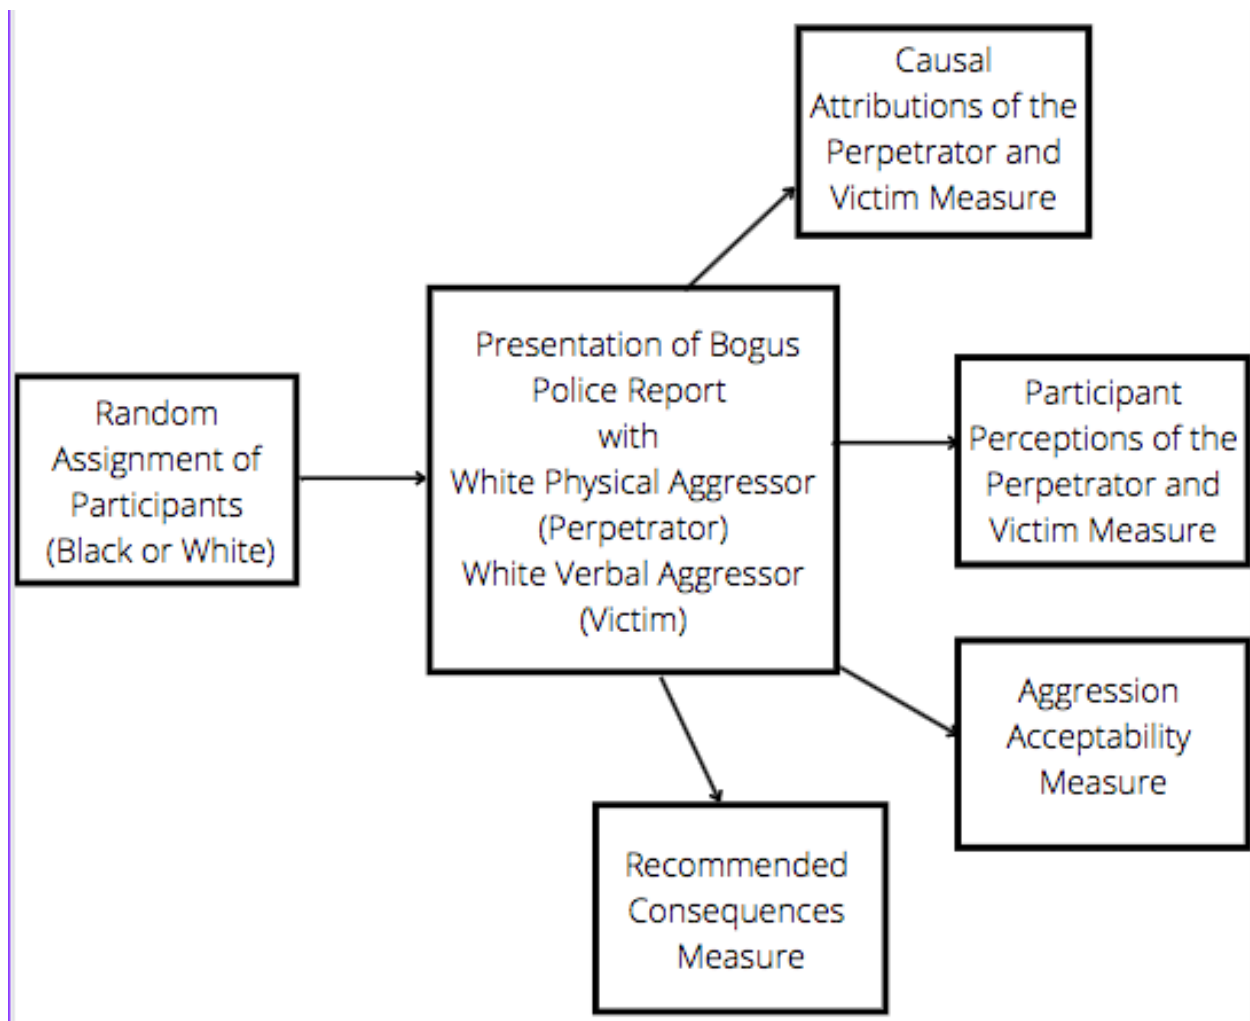 Causal
Attributions of the
Perpetrator and
Victim Measure
Random
Assignment of
Participants
(Black or White)
Presentation of Bogus
Police Report
with
White Physical Aggressor
(Perpetrator)
White Verbal Aggressor
(Victim)
Participant
Perceptions of the
Perpetrator and
Victim Measure
Aggression
Acceptability
Measure
Recommended
Consequences
Measure